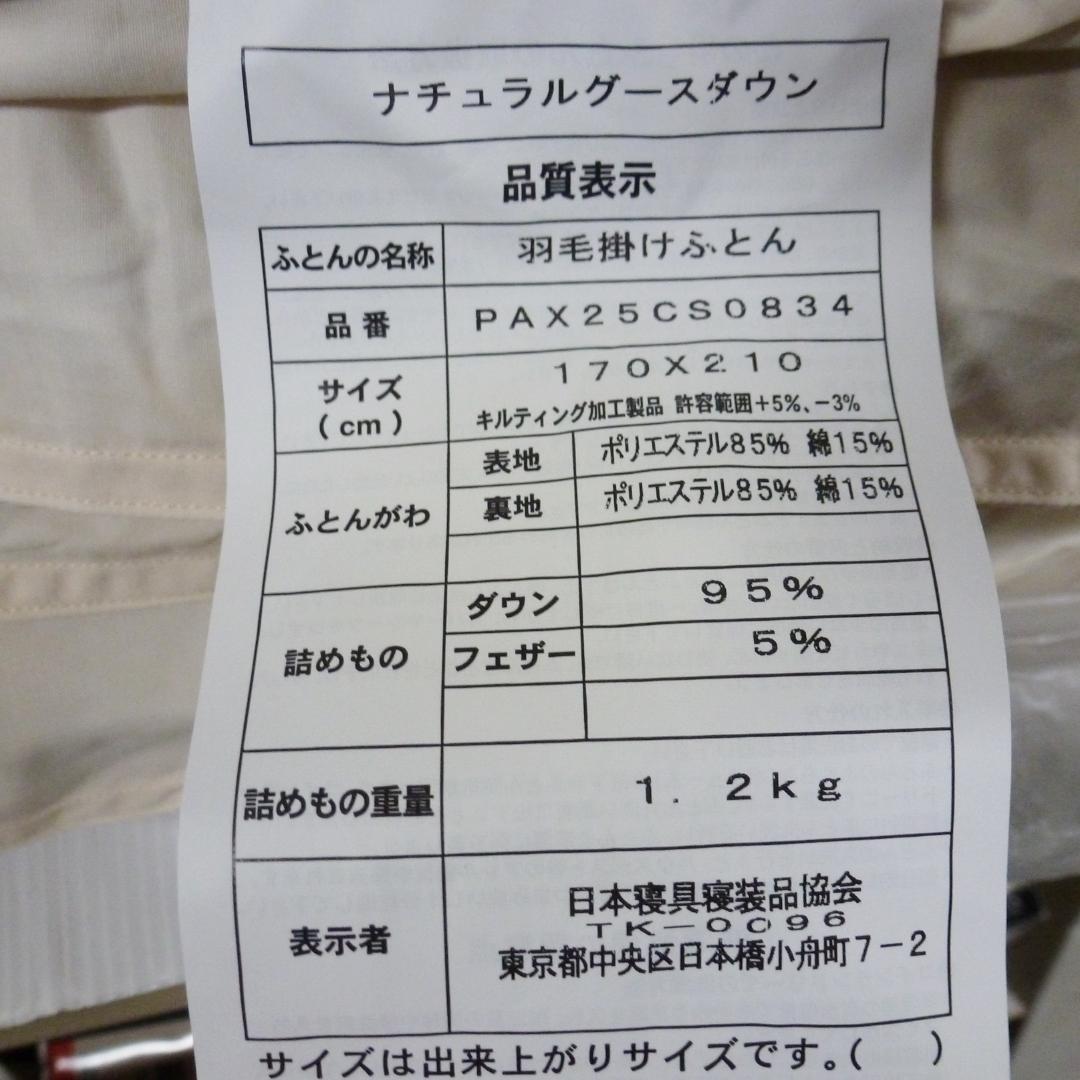 ナチュラルグースダウン
品質表示
ふとんの名称 羽毛掛けふとん
品番 PAX25CS0834
サイズ(cm) 170X210
キルティング加工製品 許容範囲+5%、-3%
ふとんがわ 表地 ポリエステル85% 綿15%
裏地 ポリエステル85% 綿15%
詰めもの ダウン 95%
フェザー 5%
詰めもの重量 1.2kg
表示者 日本寝具寝装品協会
TK-0096
東京都中央区日本橋小舟町7-2
サイズは出来上がりサイズです。( )